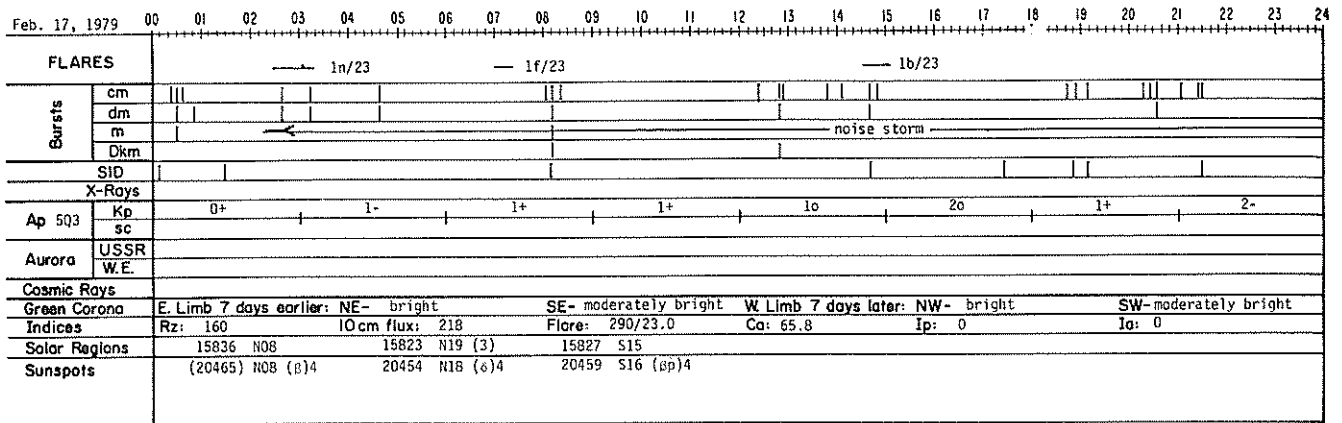 Feb. 17, 1979 00 01 02 03 04 05 06 07 08 09 10 11 12 13 14 15 16 17 18 19 20 21 22 23 24
FLARES 1n/23 1f/23 1b/23
Bursts
cm
dm
m noise storm
Dkm
SID
X-Rays
Ap 5Q3 Kp 0+ 1- 1+ 1+ 1o 2o 1+ 2-
sc
Aurora USSR
W.E.
Cosmic Rays
Green Corona E. Limb 7 days earlier: NE- bright SE- moderately bright W. Limb 7 days later: NW- bright SW- moderately bright
Indices Rz: 160 10cm flux: 218 Flare: 290/23.0 Ca: 65.8 Ip: 0 Ia: 0
Solar Regions 15836 N08 15823 N19 (3) 15827 S15
Sunspots (20465) N08 (β)4 20454 N18 (δ)4 20459 S16 (βp)4